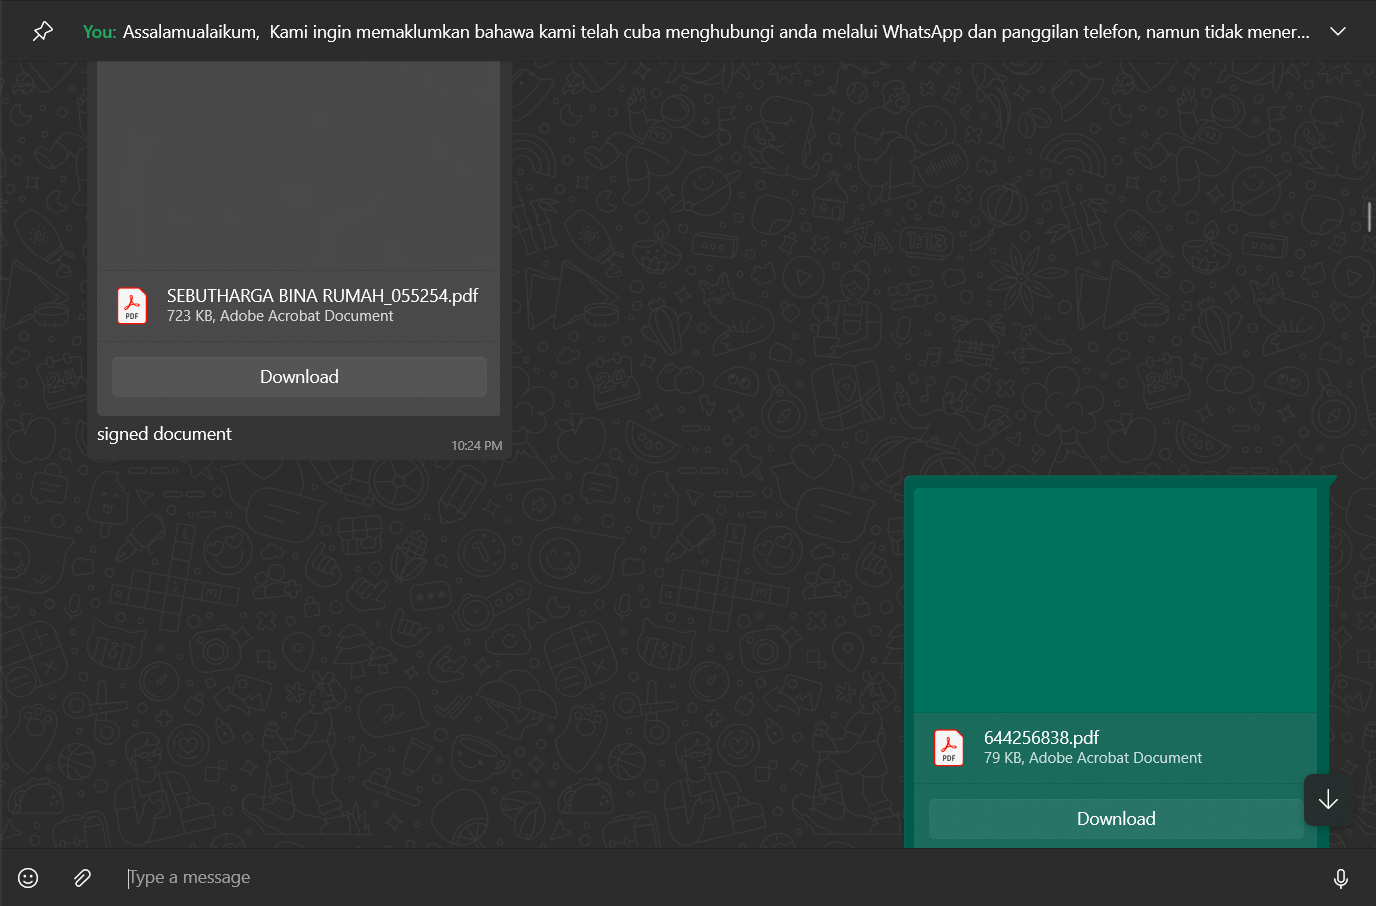 You: Assalamualaikum, Kami ingin memaklumkan bahawa kami telah cuba menghubungi anda melalui WhatsApp dan panggilan telefon, namun tidak mener...
SEBUTHARGA BINA RUMAH_055254.pdf
PDF
723 KB, Adobe Acrobat Document
Download
signed document
10:24 PM
644256838.pdf
PDF
79 KB, Adobe Acrobat Document
Download
Type a message